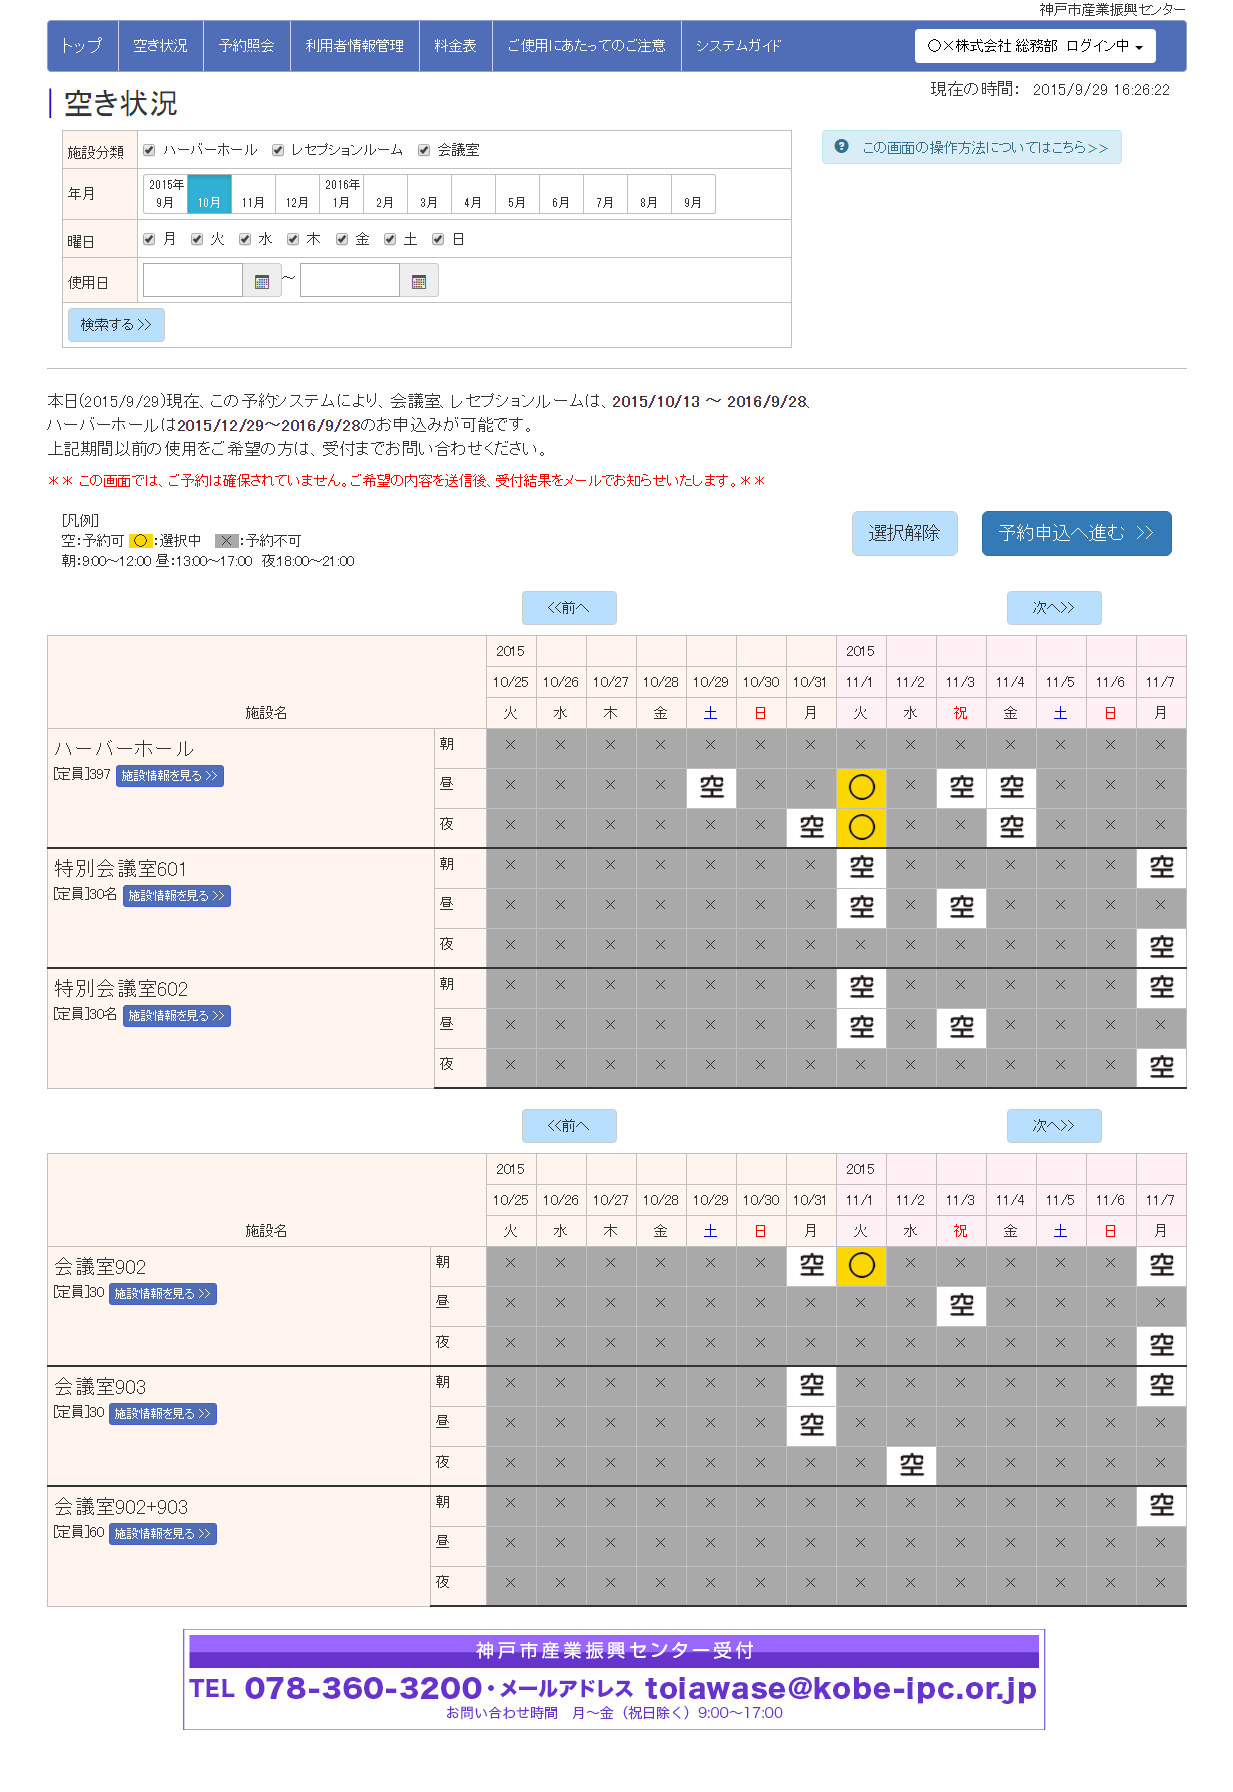 神戸市産業振興センター
トップ 空き状況 予約照会 利用者情報管理 料金表 ご使用にあたってのご注意 システムガイド 〇×株式会社 総務部 ログイン中
現在の時間： 2015/9/29 16:26:22
空き状況
施設分類 ハーバーホール レセプションルーム 会議室
この画面の操作方法についてはこちら>>
年月 2015年 9月 10月 11月 12月 2016年 1月 2月 3月 4月 5月 6月 7月 8月 9月
曜日 月 火 水 木 金 土 日
使用日 ～
検索する >>
本日(2015/9/29)現在、この予約システムにより、会議室、レセプションルームは、2015/10/13 ～ 2016/9/28、
ハーバーホールは2015/12/29～2016/9/28のお申込みが可能です。
上記期間以前の使用をご希望の方は、受付までお問い合わせください。
＊＊ この画面では、ご予約は確保されていません。ご希望の内容を送信後、受付結果をメールでお知らせいたします。＊＊
[凡例]
空：予約可 〇：選択中 ×：予約不可
朝：9:00～12:00 昼：13:00～17:00 夜:18:00～21:00
選択解除 予約申込へ進む >>
<<前へ 次へ>>
2015 2015
10/25 10/26 10/27 10/28 10/29 10/30 10/31 11/1 11/2 11/3 11/4 11/5 11/6 11/7
施設名 火 水 木 金 土 日 月 火 水 祝 金 土 日 月
ハーバーホール 朝 × × × × × × × × × × × × × ×
[定員]397 施設情報を見る >> 昼 × × × × 空 × × 〇 × 空 空 × × ×
夜 × × × × × × 空 〇 × × 空 × × ×
特別会議室601 朝 × × × × × × × 空 × × × × × 空
[定員]30名 施設情報を見る >> 昼 × × × × × × × 空 × 空 × × × ×
夜 × × × × × × × × × × × × × 空
特別会議室602 朝 × × × × × × × 空 × × × × × 空
[定員]30名 施設情報を見る >> 昼 × × × × × × × 空 × 空 × × × ×
夜 × × × × × × × × × × × × × 空
<<前へ 次へ>>
2015 2015
10/25 10/26 10/27 10/28 10/29 10/30 10/31 11/1 11/2 11/3 11/4 11/5 11/6 11/7
施設名 火 水 木 金 土 日 月 火 水 祝 金 土 日 月
会議室902 朝 × × × × × × 空 〇 × × × × × 空
[定員]30 施設情報を見る >> 昼 × × × × × × × × × 空 × × × ×
夜 × × × × × × × × × × × × × 空
会議室903 朝 × × × × × × 空 × × × × × × 空
[定員]30 施設情報を見る >> 昼 × × × × × × 空 × × × × × × ×
夜 × × × × × × × × 空 × × × × ×
会議室902+903 朝 × × × × × × × × × × × × × 空
[定員]60 施設情報を見る >> 昼 × × × × × × × × × × × × × ×
夜 × × × × × × × × × × × × × ×
神戸市産業振興センター受付
TEL 078-360-3200・メールアドレス toiawase@kobe-ipc.or.jp
お問い合わせ時間 月～金（祝日除く）9:00～17:00